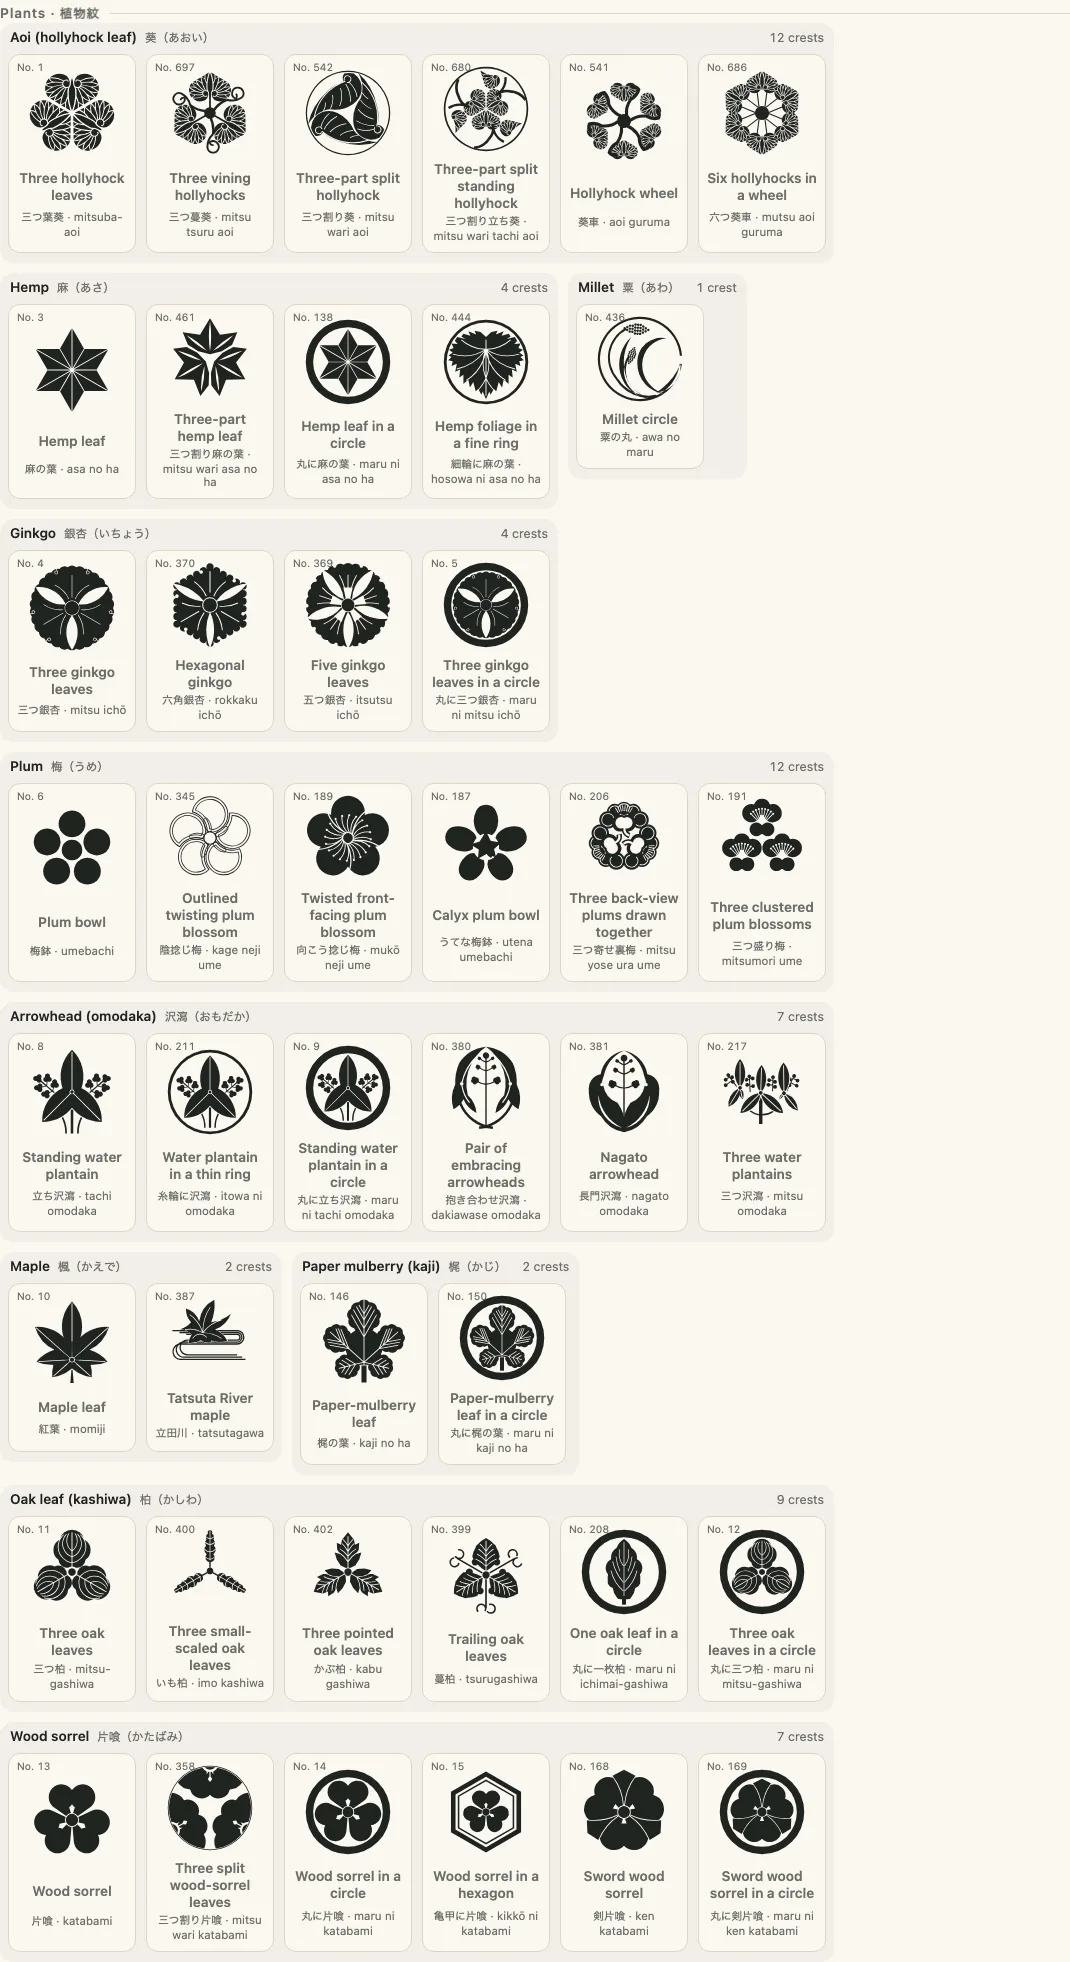 Plants · 植物紋
Aoi (hollyhock leaf) 葵（あおい） 12 crests
No. 1
Three hollyhock
leaves
三つ葉葵 · mitsuba-
aoi
No. 697
Three vining
hollyhocks
三つ蔓葵 · mitsu
tsuru aoi
No. 542
Three-part split
hollyhock
三つ割り葵 · mitsu
wari aoi
No. 680
Three-part split
standing
hollyhock
三つ割り立ち葵 ·
mitsu wari tachi aoi
No. 541
Hollyhock wheel
葵車 · aoi guruma
No. 686
Six hollyhocks in
a wheel
六つ葵車 · mutsu aoi
guruma
Hemp 麻（あさ） 4 crests
No. 3
Hemp leaf
麻の葉 · asa no ha
No. 461
Three-part
hemp leaf
三つ割り麻の葉 ·
mitsu wari asa no
ha
No. 138
Hemp leaf in a
circle
丸に麻の葉 · maru ni
asa no ha
No. 444
Hemp foliage in
a fine ring
細輪に麻の葉 ·
hosowa ni asa no ha
Millet 粟（あわ） 1 crest
No. 436
Millet circle
粟の丸 · awa no
maru
Ginkgo 銀杏（いちょう） 4 crests
No. 4
Three ginkgo
leaves
三つ銀杏 · mitsu ichō
No. 370
Hexagonal
ginkgo
六角銀杏 · rokkaku
ichō
No. 369
Five ginkgo
leaves
五つ銀杏 · itsutsu
ichō
No. 5
Three ginkgo
leaves in a circle
丸に三つ銀杏 · maru
ni mitsu ichō
Plum 梅（うめ） 12 crests
No. 6
Plum bowl
梅鉢 · umebachi
No. 345
Outlined
twisting plum
blossom
陰捻じ梅 · kage neji
ume
No. 189
Twisted front-
facing plum
blossom
向こう捻じ梅 · mukō
neji ume
No. 187
Calyx plum bowl
うてな梅鉢 · utena
umebachi
No. 206
Three back-view
plums drawn
together
三つ寄せ裏梅 · mitsu
yose ura ume
No. 191
Three clustered
plum blossoms
三つ盛り梅 ·
mitsumori ume
Arrowhead (omodaka) 沢瀉（おもだか） 7 crests
No. 8
Standing water
plantain
立ち沢瀉 · tachi
omodaka
No. 211
Water plantain
in a thin ring
糸輪に沢瀉 · itowa ni
omodaka
No. 9
Standing water
plantain in a
circle
丸に立ち沢瀉 · maru
ni tachi omodaka
No. 380
Pair of
embracing
arrowheads
抱き合わせ沢瀉 ·
dakiawase omodaka
No. 381
Nagato
arrowhead
長門沢瀉 · nagato
omodaka
No. 217
Three water
plantains
三つ沢瀉 · mitsu
omodaka
Maple 楓（かえで） 2 crests
No. 10
Maple leaf
紅葉 · momiji
No. 387
Tatsuta River
maple
立田川 · tatsutagawa
Paper mulberry (kaji) 梶（かじ） 2 crests
No. 146
Paper-mulberry
leaf
梶の葉 · kaji no ha
No. 150
Paper-mulberry
leaf in a circle
丸に梶の葉 · maru ni
kaji no ha
Oak leaf (kashiwa) 柏（かしわ） 9 crests
No. 11
Three oak
leaves
三つ柏 · mitsu-
gashiwa
No. 400
Three small-
scaled oak
leaves
いも柏 · imo kashiwa
No. 402
Three pointed
oak leaves
かぶ柏 · kabu
gashiwa
No. 399
Trailing oak
leaves
蔓柏 · tsurugashiwa
No. 208
One oak leaf in a
circle
丸に一枚柏 · maru ni
ichimai-gashiwa
No. 12
Three oak
leaves in a circle
丸に三つ柏 · maru ni
mitsu-gashiwa
Wood sorrel 片喰（かたばみ） 7 crests
No. 13
Wood sorrel
片喰 · katabami
No. 358
Three split
wood-sorrel
leaves
三つ割り片喰 · mitsu
wari katabami
No. 14
Wood sorrel in a
circle
丸に片喰 · maru ni
katabami
No. 15
Wood sorrel in a
hexagon
亀甲に片喰 · kikkō ni
katabami
No. 168
Sword wood
sorrel
剣片喰 · ken
katabami
No. 169
Sword wood
sorrel in a circle
丸に剣片喰 · maru ni
ken katabami